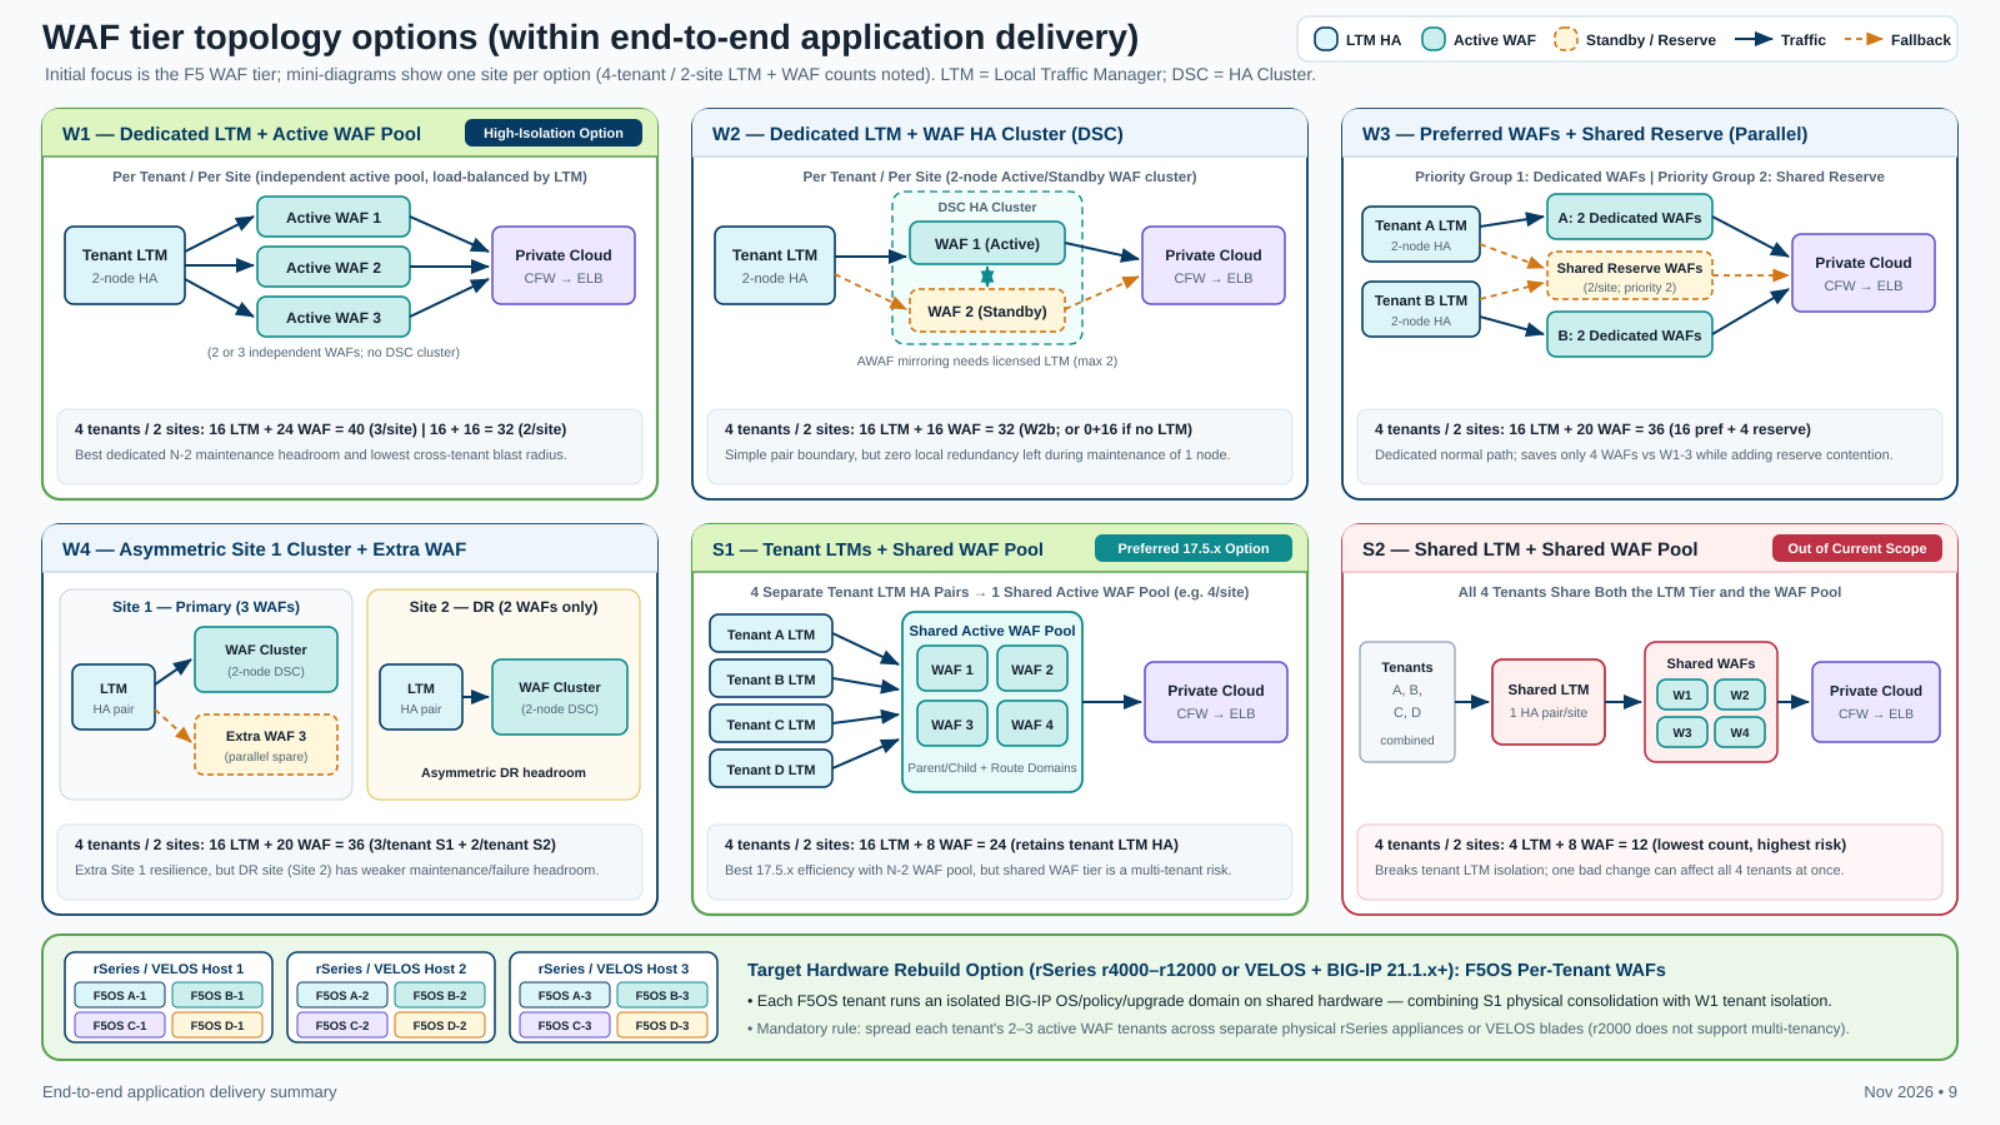 WAF tier topology options (within end-to-end application delivery)
LTM HA
Active WAF
Standby / Reserve
Traffic
Fallback
Initial focus is the F5 WAF tier; mini-diagrams show one site per option (4-tenant / 2-site LTM + WAF counts noted). LTM = Local Traffic Manager; DSC = HA Cluster.
W1 — Dedicated LTM + Active WAF Pool
High-Isolation Option
Per Tenant / Per Site (independent active pool, load-balanced by LTM)
Tenant LTM
2-node HA
Active WAF 1
Active WAF 2
Active WAF 3
Private Cloud
CFW → ELB
(2 or 3 independent WAFs; no DSC cluster)
4 tenants / 2 sites: 16 LTM + 24 WAF = 40 (3/site) | 16 + 16 = 32 (2/site)
Best dedicated N-2 maintenance headroom and lowest cross-tenant blast radius.
W2 — Dedicated LTM + WAF HA Cluster (DSC)
Per Tenant / Per Site (2-node Active/Standby WAF cluster)
DSC HA Cluster
Tenant LTM
2-node HA
WAF 1 (Active)
WAF 2 (Standby)
Private Cloud
CFW → ELB
AWAF mirroring needs licensed LTM (max 2)
4 tenants / 2 sites: 16 LTM + 16 WAF = 32 (W2b; or 0+16 if no LTM)
Simple pair boundary, but zero local redundancy left during maintenance of 1 node.
W3 — Preferred WAFs + Shared Reserve (Parallel)
Priority Group 1: Dedicated WAFs | Priority Group 2: Shared Reserve
Tenant A LTM
2-node HA
Tenant B LTM
2-node HA
A: 2 Dedicated WAFs
Shared Reserve WAFs
(2/site; priority 2)
B: 2 Dedicated WAFs
Private Cloud
CFW → ELB
4 tenants / 2 sites: 16 LTM + 20 WAF = 36 (16 pref + 4 reserve)
Dedicated normal path; saves only 4 WAFs vs W1-3 while adding reserve contention.
W4 — Asymmetric Site 1 Cluster + Extra WAF
Site 1 — Primary (3 WAFs)
LTM
HA pair
WAF Cluster
(2-node DSC)
Extra WAF 3
(parallel spare)
Site 2 — DR (2 WAFs only)
LTM
HA pair
WAF Cluster
(2-node DSC)
Asymmetric DR headroom
4 tenants / 2 sites: 16 LTM + 20 WAF = 36 (3/tenant S1 + 2/tenant S2)
Extra Site 1 resilience, but DR site (Site 2) has weaker maintenance/failure headroom.
S1 — Tenant LTMs + Shared WAF Pool
Preferred 17.5.x Option
4 Separate Tenant LTM HA Pairs → 1 Shared Active WAF Pool (e.g. 4/site)
Tenant A LTM
Tenant B LTM
Tenant C LTM
Tenant D LTM
Shared Active WAF Pool
WAF 1
WAF 2
WAF 3
WAF 4
Parent/Child + Route Domains
Private Cloud
CFW → ELB
4 tenants / 2 sites: 16 LTM + 8 WAF = 24 (retains tenant LTM HA)
Best 17.5.x efficiency with N-2 WAF pool, but shared WAF tier is a multi-tenant risk.
S2 — Shared LTM + Shared WAF Pool
Out of Current Scope
All 4 Tenants Share Both the LTM Tier and the WAF Pool
Tenants
A, B,
C, D
combined
Shared LTM
1 HA pair/site
Shared WAFs
W1
W2
W3
W4
Private Cloud
CFW → ELB
4 tenants / 2 sites: 4 LTM + 8 WAF = 12 (lowest count, highest risk)
Breaks tenant LTM isolation; one bad change can affect all 4 tenants at once.
rSeries / VELOS Host 1
F5OS A-1
F5OS B-1
F5OS C-1
F5OS D-1
rSeries / VELOS Host 2
F5OS A-2
F5OS B-2
F5OS C-2
F5OS D-2
rSeries / VELOS Host 3
F5OS A-3
F5OS B-3
F5OS C-3
F5OS D-3
Target Hardware Rebuild Option (rSeries r4000–r12000 or VELOS + BIG-IP 21.1.x+): F5OS Per-Tenant WAFs
• Each F5OS tenant runs an isolated BIG-IP OS/policy/upgrade domain on shared hardware — combining S1 physical consolidation with W1 tenant isolation.
• Mandatory rule: spread each tenant's 2–3 active WAF tenants across separate physical rSeries appliances or VELOS blades (r2000 does not support multi-tenancy).
End-to-end application delivery summary
Nov 2026 • 9